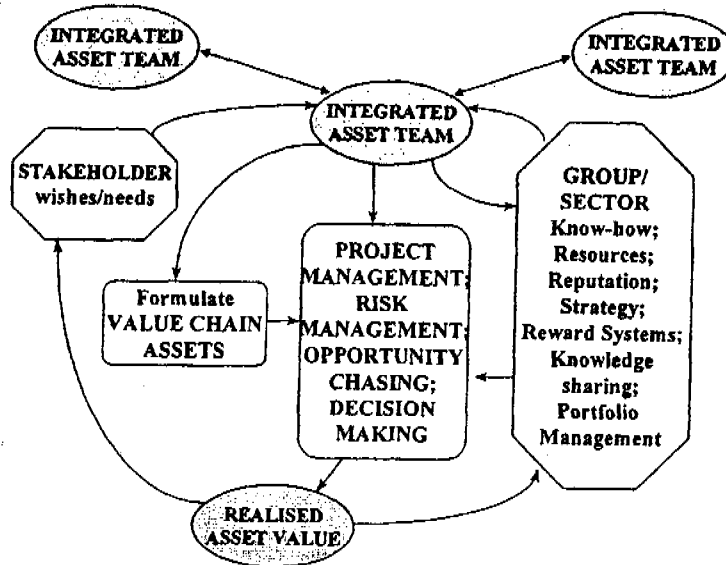 INTEGRATED
ASSET TEAM
INTEGRATED
ASSET TEAM
INTEGRATED
ASSET TEAM
STAKEHOLDER
wishes/needs
GROUP/
SECTOR
Know-how;
Resources;
Reputation;
Strategy;
Reward Systems;
Knowledge
sharing;
Portfolio
Management
PROJECT
MANAGEMENT;
RISK
MANAGEMENT;
OPPORTUNITY
CHASING;
DECISION
MAKING
Formulate
VALUE CHAIN
ASSETS
REALISED
ASSET VALUE